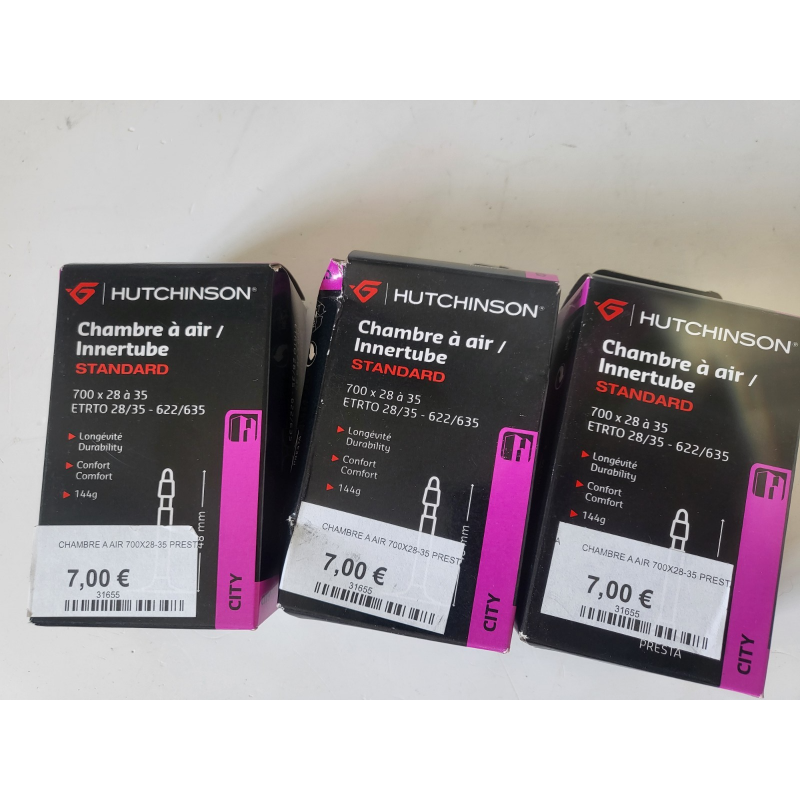 HUTCHINSON®
Chambre à air /
Innertube
STANDARD
700 x 28 à 35
ETRTO 28/35 - 622/635
Longévité
Durability
Confort
Comfort
144g
CHAMBRE A AIR 700X28-35 PREST
7,00 €
31655
CITY
HUTCHINSON®
Chambre à air /
Innertube
STANDARD
700 x 28 à 35
ETRTO 28/35 - 622/635
Longévité
Durability
Confort
Comfort
144g
mm
CHAMBRE A AIR 700X28-35 PREST
7,00 €
31655
CITY
HUTCHINSON®
Chambre à air /
Innertube
STANDARD
700 x 28 à 35
ETRTO 28/35 - 622/635
Longévité
Durability
Confort
Comfort
144g
CHAMBRE A AIR 700X28-35 PREST
7,00 €
31655
PRESTA
CITY